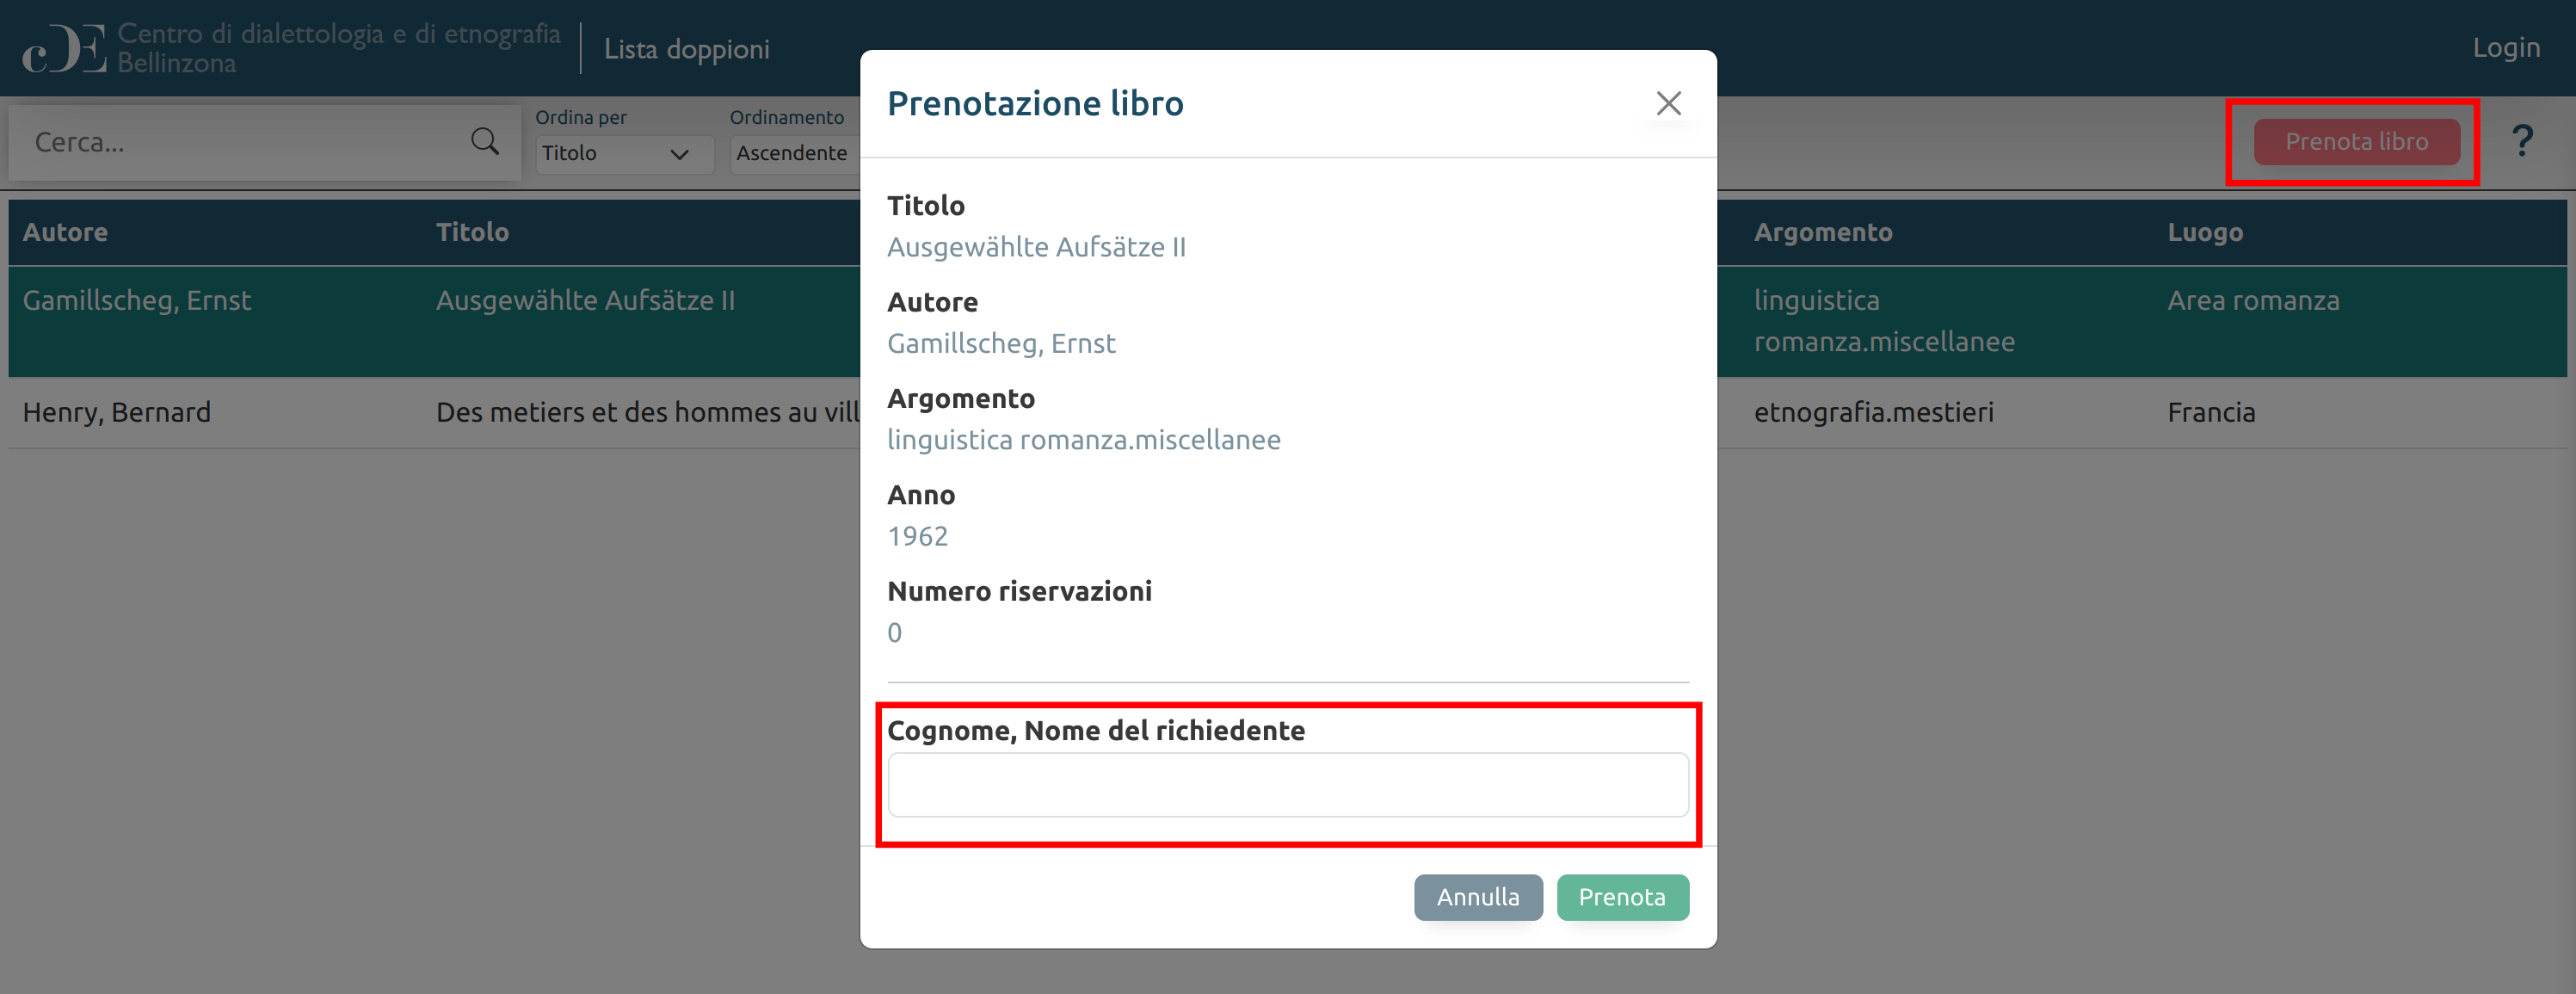 cDE Centro di dialettologia e di etnografia
Bellinzona
Lista doppioni
Login
Cerca...
Ordina per
Titolo
Ordinamento
Ascendente
Prenota libro
?
Autore
Titolo
Argomento
Luogo
Gamillscheg, Ernst
Ausgewählte Aufsätze II
linguistica
romanza.miscellanee
Area romanza
Henry, Bernard
Des metiers et des hommes au vill
etnografia.mestieri
Francia
Prenotazione libro
Titolo
Ausgewählte Aufsätze II
Autore
Gamillscheg, Ernst
Argomento
linguistica romanza.miscellanee
Anno
1962
Numero riservazioni
0
Cognome, Nome del richiedente
Annulla
Prenota